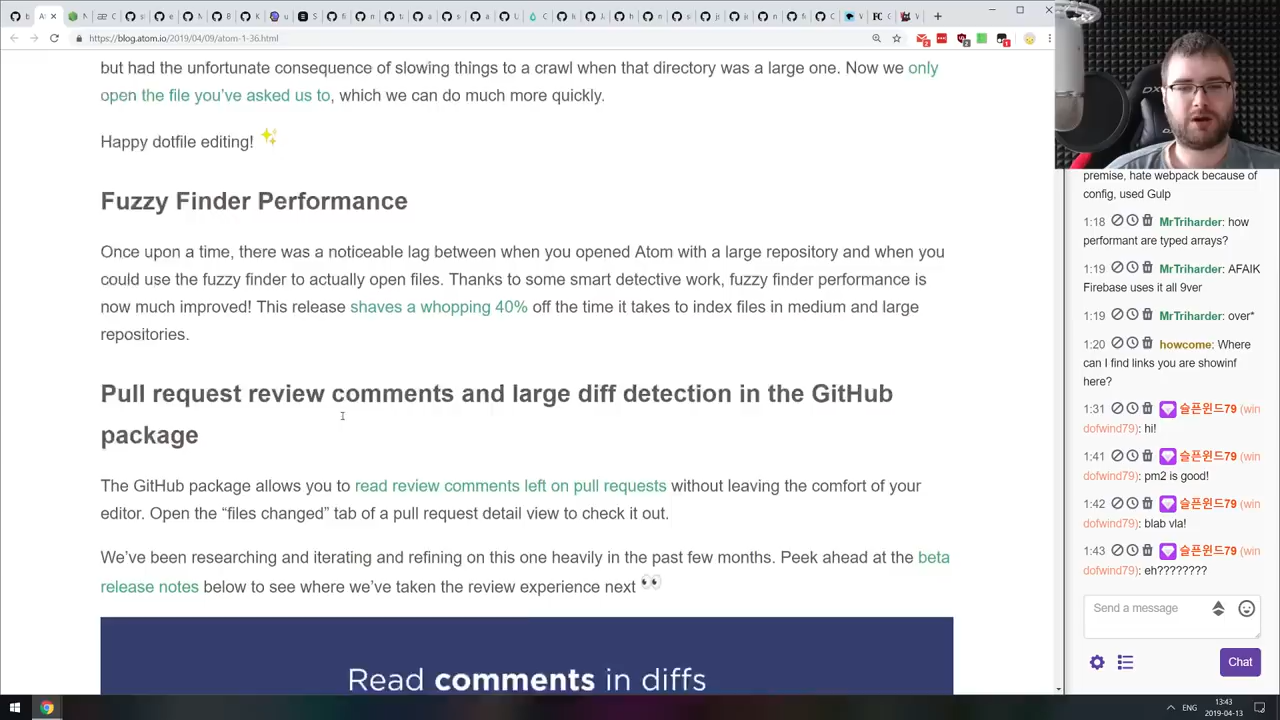 https://blog.atom.io/2019/04/09/atom-1-36.html
but had the unfortunate consequence of slowing things to a crawl when that directory was a large one. Now we only
open the file you've asked us to, which we can do much more quickly.
Happy dotfile editing!
Fuzzy Finder Performance
Once upon a time, there was a noticeable lag between when you opened Atom with a large repository and when you
could use the fuzzy finder to actually open files. Thanks to some smart detective work, fuzzy finder performance is
now much improved! This release shaves a whopping 40% off the time it takes to index files in medium and large
repositories.
Pull request review comments and large diff detection in the GitHub
package
The GitHub package allows you to read review comments left on pull requests without leaving the comfort of your
editor. Open the “files changed” tab of a pull request detail view to check it out.
We've been researching and iterating and refining on this one heavily in the past few months. Peek ahead at the beta
release notes below to see where we've taken the review experience next
Read comments in diffs
premise, hate webpack because of
config, used Gulp
1:18 MrTriharder: how
performant are typed arrays?
1:19 MrTriharder: AFAIK
Firebase uses it all 9ver
1:19 MrTriharder: over*
1:20 howcome: Where
can I find links you are showinf
here?
1:31 슬픈윈드79 (win
dofwind79): hi!
1:41 슬픈윈드79 (win
dofwind79): pm2 is good!
1:42 슬픈윈드79 (win
dofwind79): blab vla!
1:43 슬픈윈드79 (win
dofwind79): eh????????
Send a message
Chat
ENG
13:43
2019-04-13